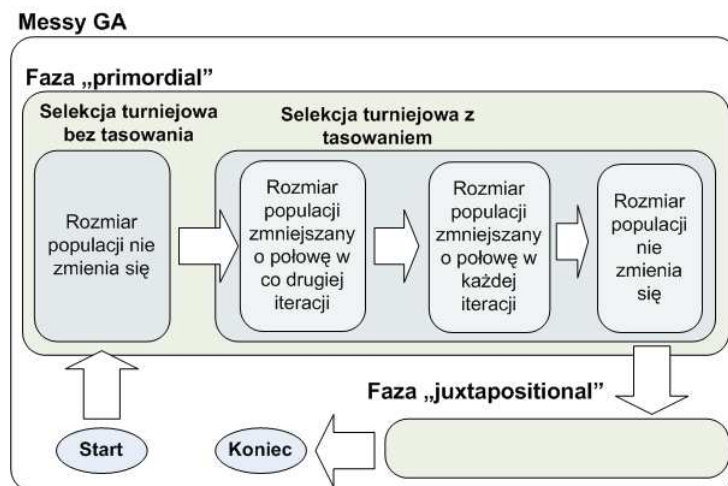 Messy GA
Faza „primordial”
Selekcja turniejowa
bez tasowania
Selekcja turniejowa z
tasowaniem
Rozmiar
populacji nie
zmienia się
Rozmiar
populacji
zmniejszany
o połowę w
co drugiej
iteracji
Rozmiar
populacji
zmniejszany
o połowę w
każdej
iteracji
Rozmiar
populacji
nie
zmienia
się
Faza „juxtapositional”
Start
Koniec